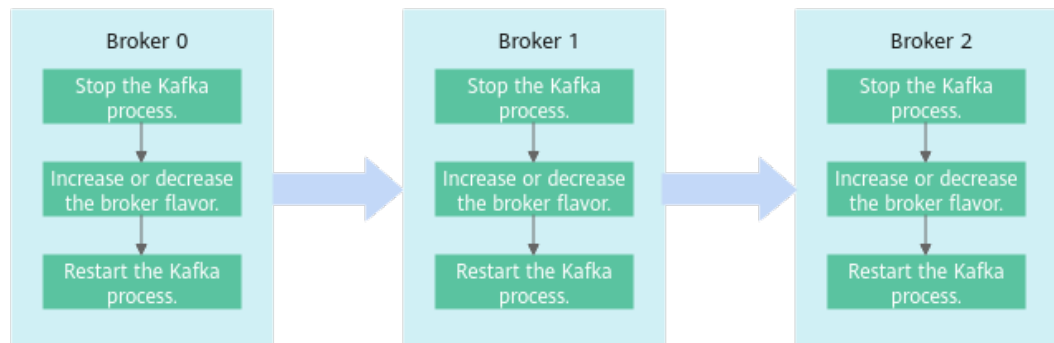 Broker 0
Stop the Kafka
process.
Increase or decrease
the broker flavor.
Restart the Kafka
process.
Broker 1
Stop the Kafka
process.
Increase or decrease
the broker flavor.
Restart the Kafka
process.
Broker 2
Stop the Kafka
process.
Increase or decrease
the broker flavor.
Restart the Kafka
process.